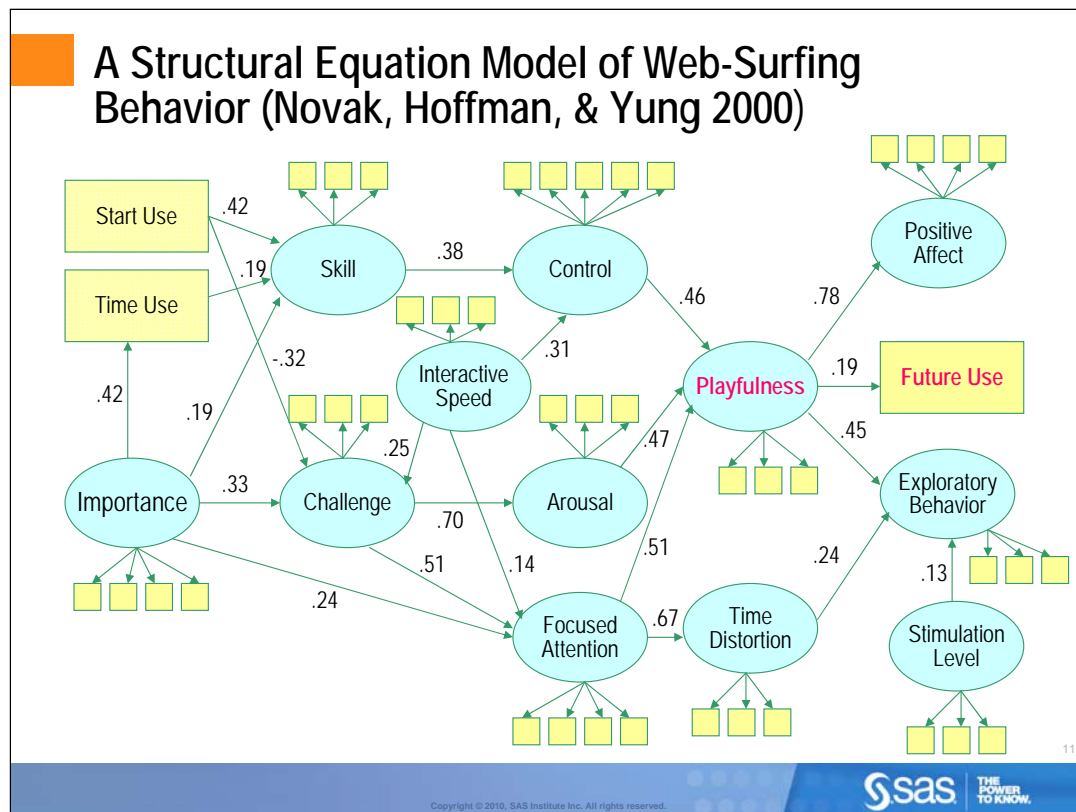 A Structural Equation Model of Web-Surfing
Behavior (Novak, Hoffman, & Yung 2000)
Start Use
.42
Skill
.38
Control
Positive
Affect
Time Use
.19
.46
.78
-.32
Interactive
Speed
.31
Playfulness
.19
Future Use
.42
.19
.25
.47
.45
Importance
.33
Challenge
.70
Arousal
Exploratory
Behavior
.51
.14
.51
.24
.13
.24
Focused
Attention
.67
Time
Distortion
Stimulation
Level
11
Copyright © 2010, SAS Institute Inc. All rights reserved.
sas
THE
POWER
TO KNOW.